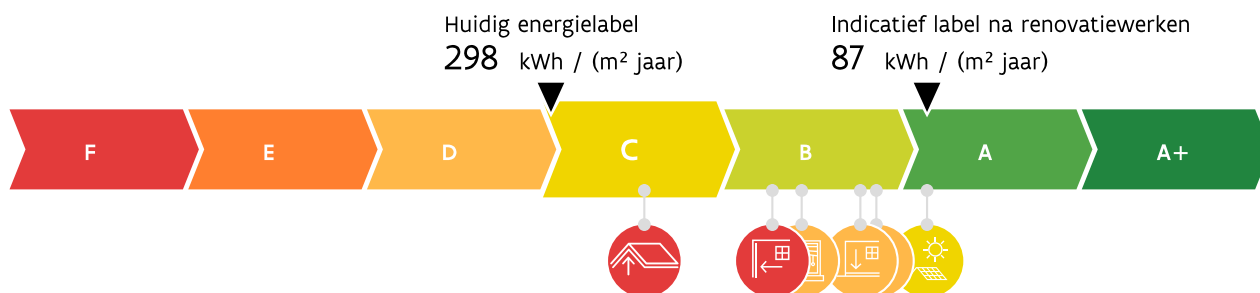 Huidig energielabel
298 kWh / (m² jaar)
Indicatief label na renovatiewerken
87 kWh / (m² jaar)
F E D C B A A+